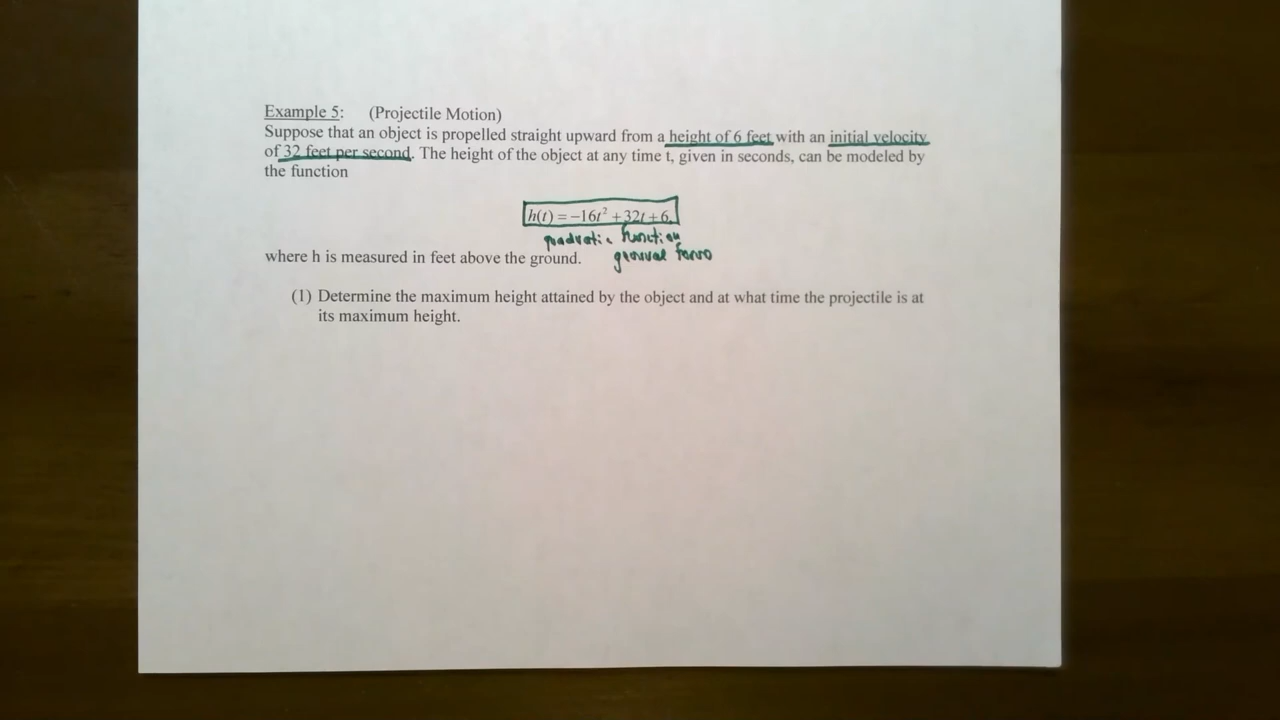 Example 5: (Projectile Motion)
Suppose that an object is propelled straight upward from a height of 6 feet with an initial velocity
of 32 feet per second. The height of the object at any time t, given in seconds, can be modeled by
the function
h(t) = −16t² + 32t + 6.
quadratic function
where h is measured in feet above the ground.
general form
(1) Determine the maximum height attained by the object and at what time the projectile is at
its maximum height.